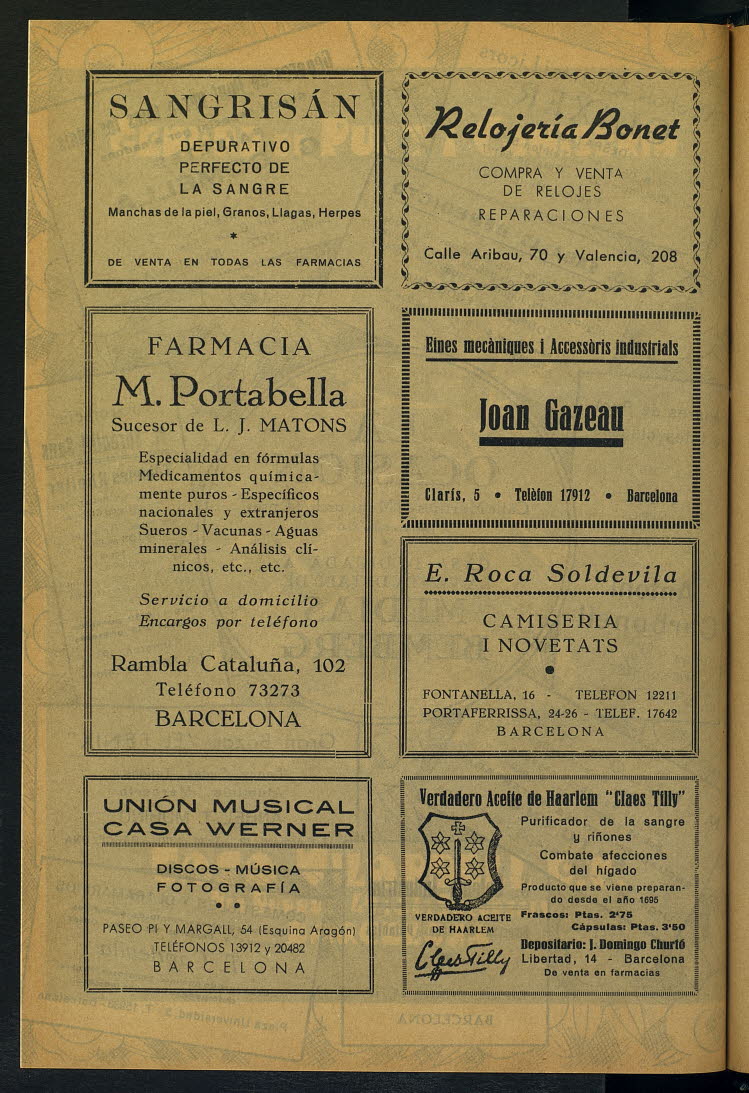 SANGRISÁN
DEPURATIVO
PERFECTO DE
LA SANGRE
Manchas de la piel, Granos, Llagas, Herpes
*
DE VENTA EN TODAS LAS FARMACIAS
Relojería Bonet
COMPRA Y VENTA
DE RELOJES
REPARACIONES
Calle Aribau, 70 y Valencia, 208
FARMACIA
M. Portabella
Sucesor de L. J. MATONS
Especialidad en fórmulas
Medicamentos química-
mente puros - Específicos
nacionales y extranjeros
Sueros - Vacunas - Aguas
minerales - Análisis clí-
nicos, etc., etc.
Servicio a domicilio
Encargos por teléfono
Rambla Cataluña, 102
Teléfono 73273
BARCELONA
Eines mecàniques i Accessòris industrials
Joan Gazeau
Clarís, 5 • Telèfon 17912 • Barcelona
E. Roca Soldevila
CAMISERIA
I NOVETATS
•
FONTANELLA, 16 - TELEFON 12211
PORTAFERRISSA, 24-26 - TELEF. 17642
BARCELONA
UNIÓN MUSICAL
CASA WERNER
DISCOS - MÚSICA
FOTOGRAFÍA
• •
PASEO PI Y MARGALL, 54 (Esquina Aragón)
TELÉFONOS 13912 y 20482
BARCELONA
Verdadero Aceite de Haarlem "Claes Tilly"
Purificador de la sangre
y riñones
Combate afecciones
del hígado
Producto que se viene preparan-
do desde el año 1695
VERDADERO ACEITE
DE HAARLEM
Claes Tilly
Frascos: Ptas. 2'75
Cápsulas: Ptas. 3'50
Depositario: J. Domingo Churtó
Libertad, 14 - Barcelona
De venta en farmacias